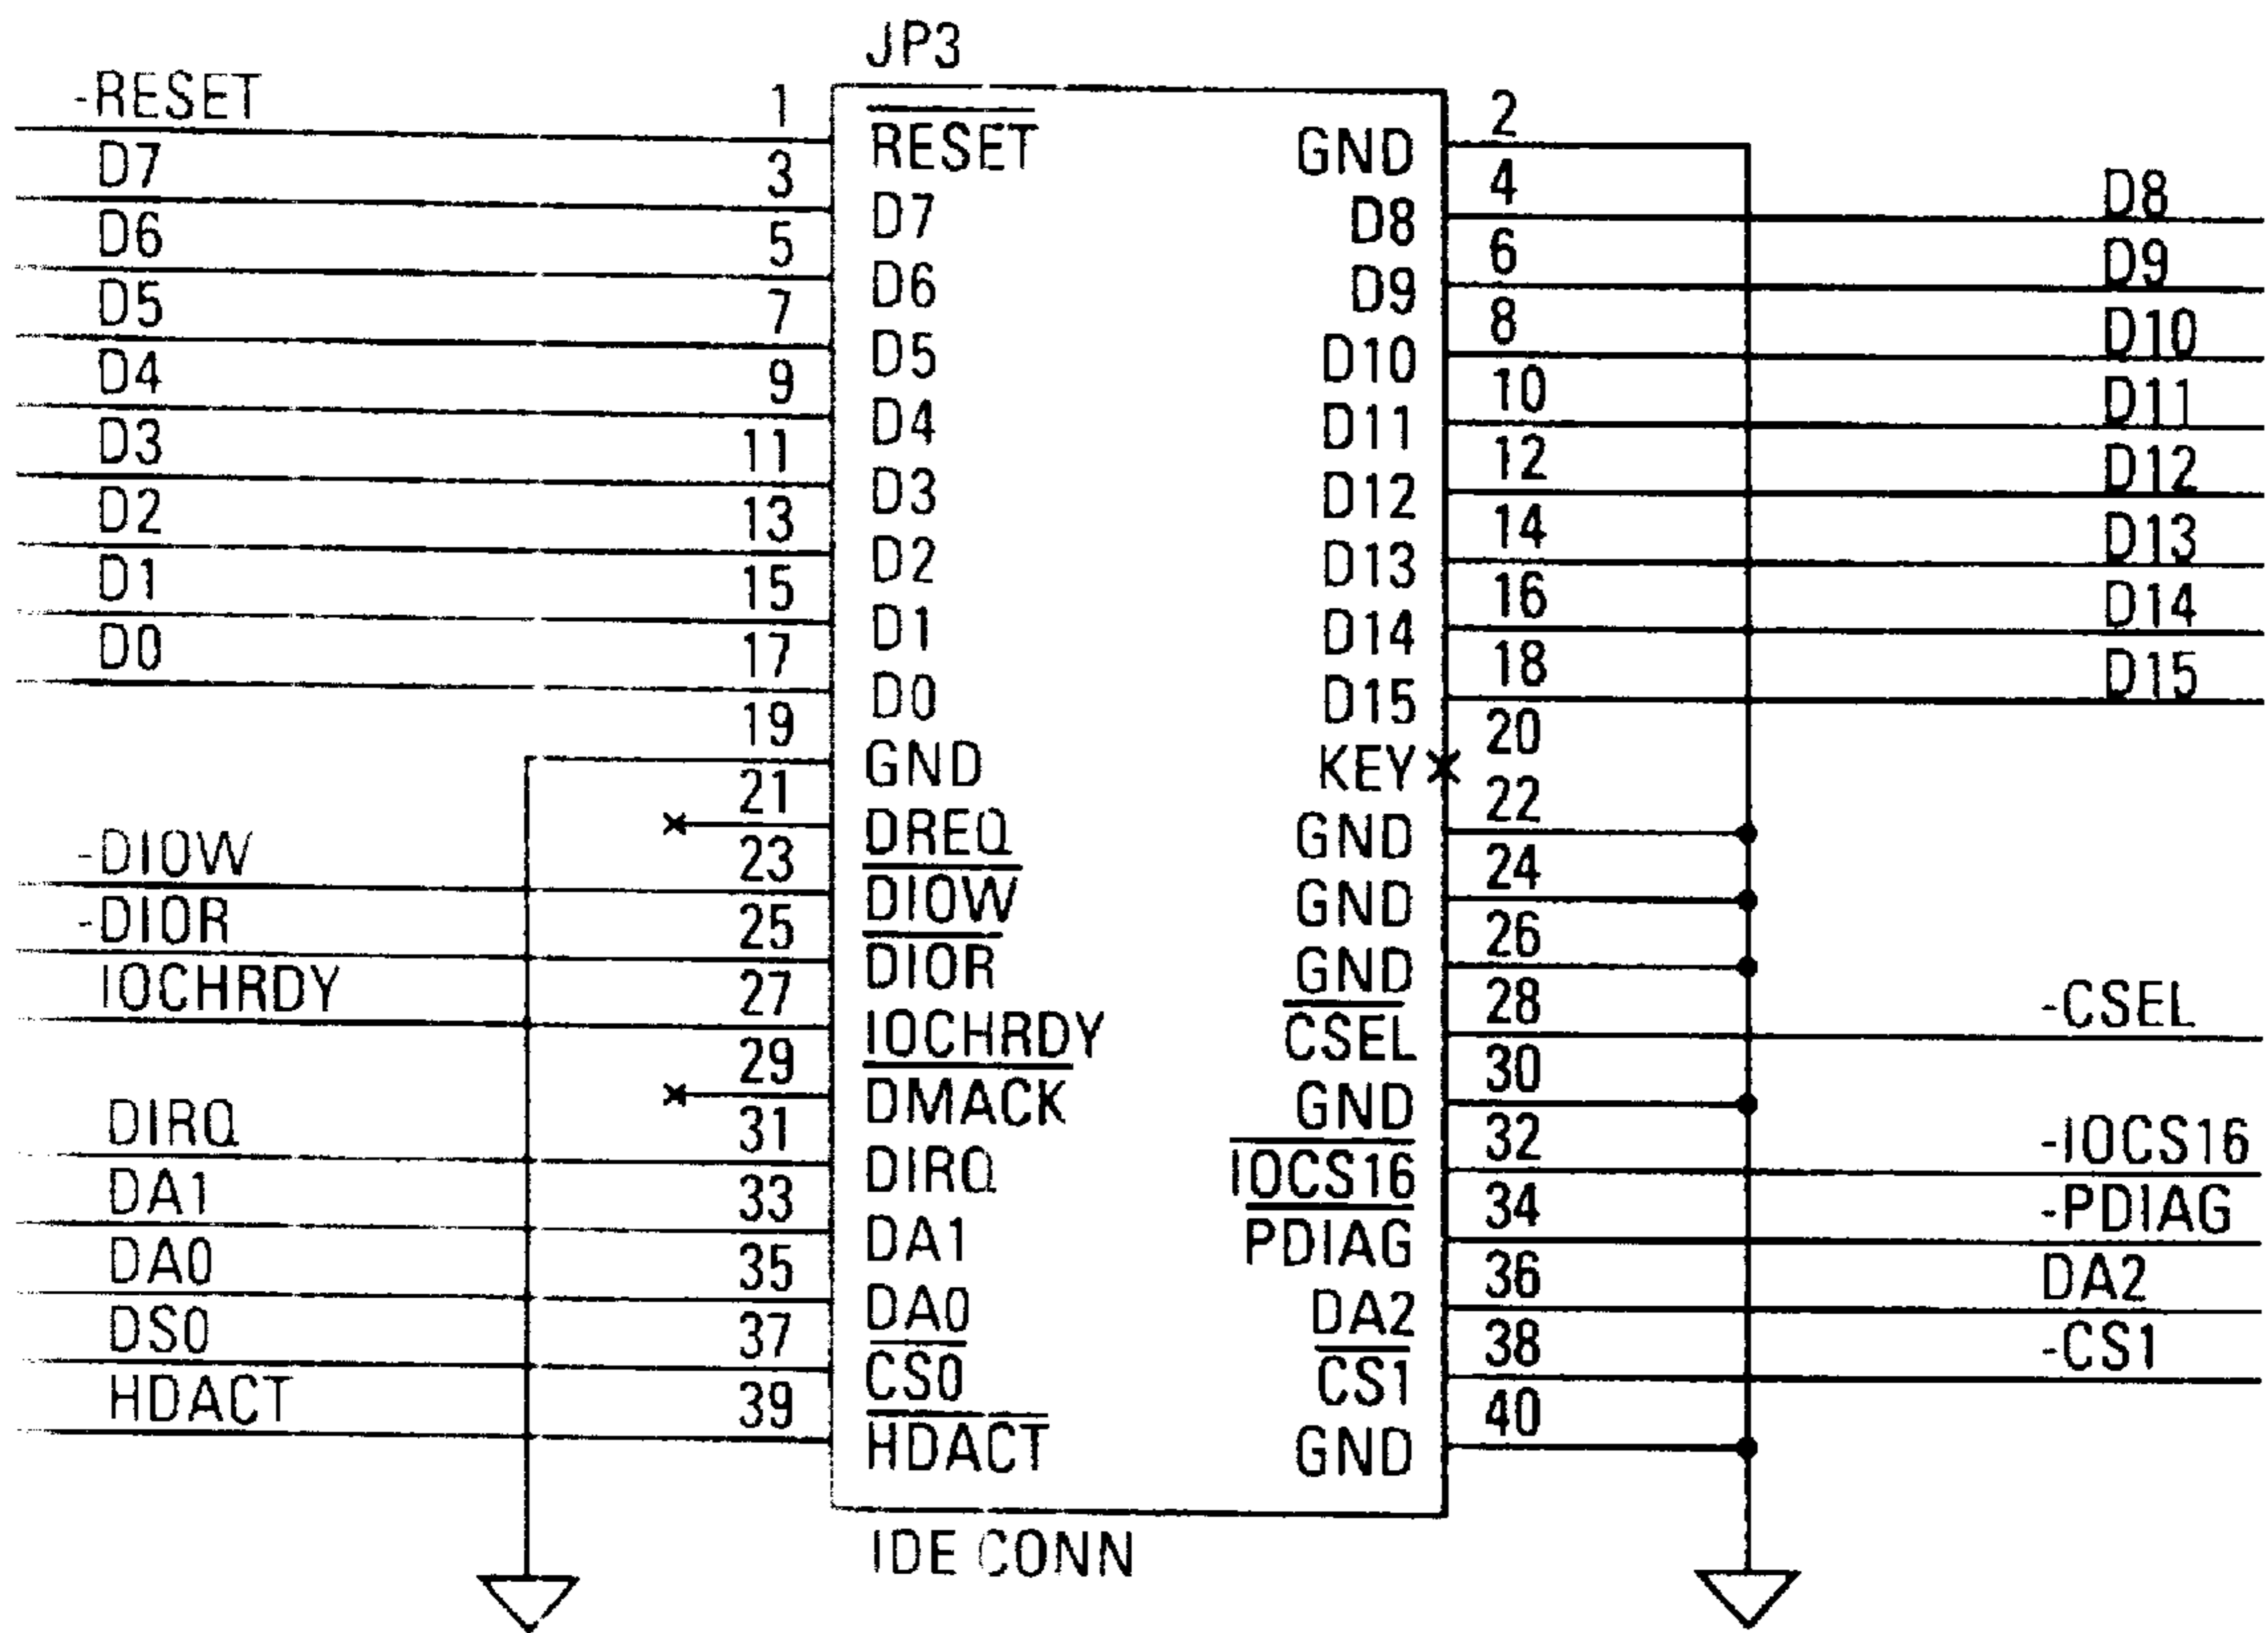 JP3
-RESET 1 RESET GND 2
D7 3 D7 D8 4 D8
D6 5 D6 D9 6 D9
D5 7 D5 D10 8 D10
D4 9 D4 D11 10 D11
D3 11 D3 D12 12 D12
D2 13 D2 D13 14 D13
D1 15 D1 D14 16 D14
D0 17 D0 D15 18 D15
19 GND KEY 20
21 DREQ GND 22
-DIOW 23 DIOW GND 24
-DIOR 25 DIOR GND 26
IOCHRDY 27 IOCHRDY CSEL 28 -CSEL
29 DMACK GND 30
DIRQ 31 DIRQ IOCS16 32 -IOCS16
DA1 33 DA1 PDIAG 34 -PDIAG
DA0 35 DA0 DA2 36 DA2
DS0 37 CS0 CS1 38 -CS1
HDACT 39 HDACT GND 40
IDE CONN